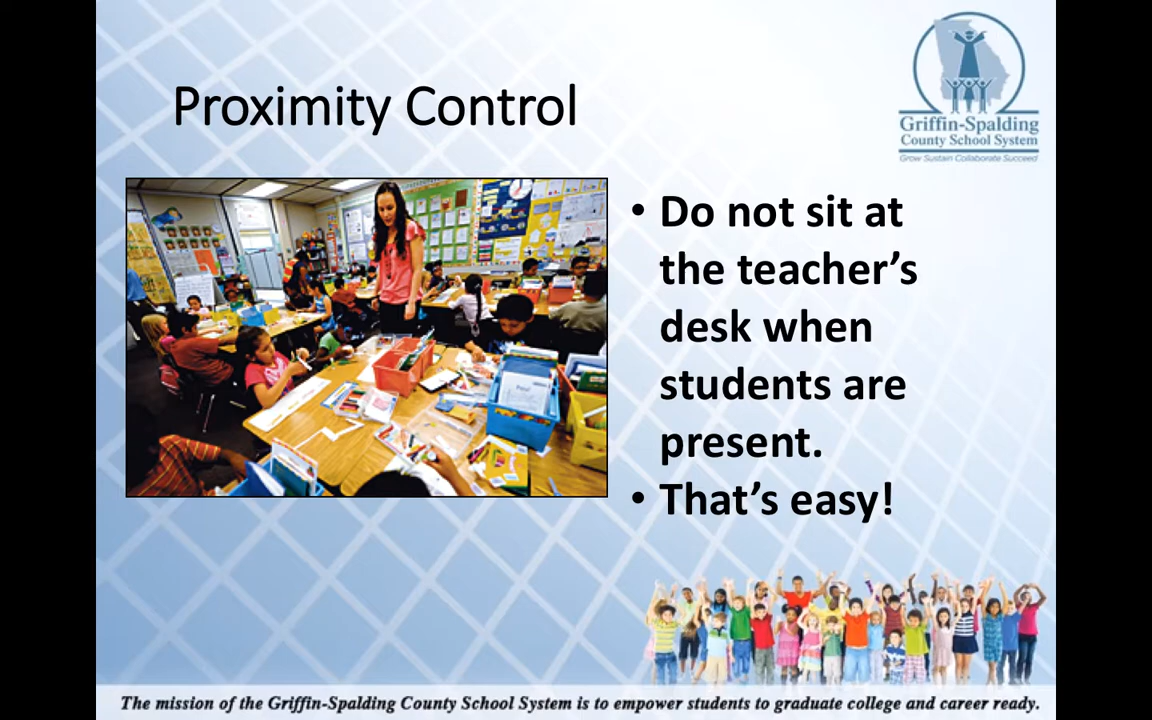 Proximity Control
Griffin-Spalding
County School System
Grow Sustain Collaborate Succeed
• Do not sit at
the teacher’s
desk when
students are
present.
• That’s easy!
The mission of the Griffin-Spalding County School System is to empower students to graduate college and career ready.